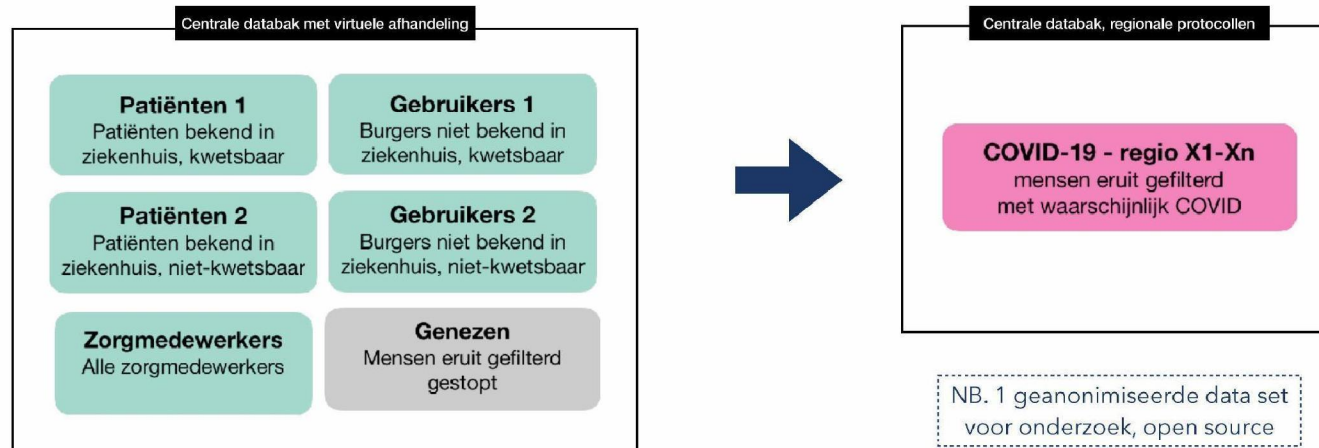 Centrale databak met virtuele afhandeling
Patiënten 1
Patiënten bekend in
ziekenhuis, kwetsbaar
Gebruikers 1
Burgers niet bekend in
ziekenhuis, kwetsbaar
Patiënten 2
Patiënten bekend in
ziekenhuis, niet-kwetsbaar
Gebruikers 2
Burgers niet bekend in
ziekenhuis, niet-kwetsbaar
Zorgmedewerkers
Alle zorgmedewerkers
Genezen
Mensen eruit gefilterd
gestopt
Centrale databak, regionale protocollen
COVID-19 - regio X1-Xn
mensen eruit gefilterd
met waarschijnlijk COVID
NB. 1 geanonimiseerde data set
voor onderzoek, open source